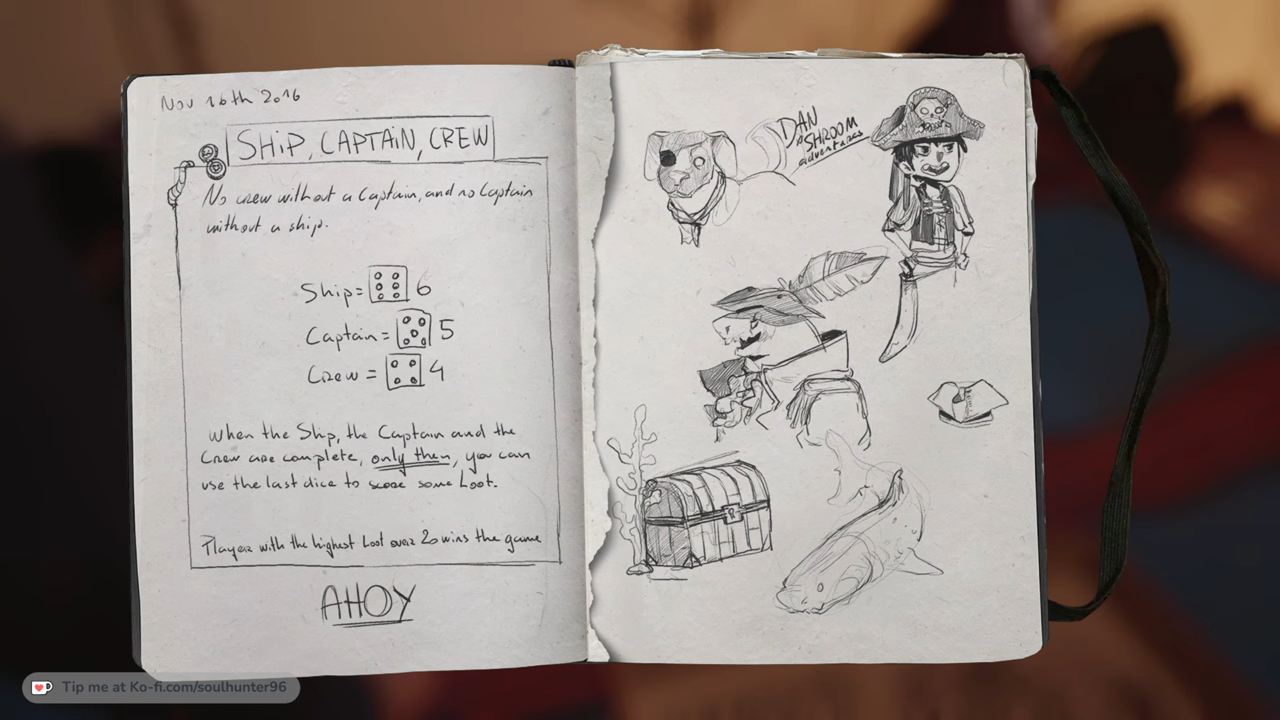 Nov 16th 2016
SHIP, CAPTAIN, CREW
No crew without a Captain, and no Captain
without a ship.
Ship= 6
Captain= 5
Crew = 4
When the Ship, the Captain and the
Crew are complete, only then, you can
use the last dice to score some Loot.
Player with the highest Loot over 20 wins the game
AHOY
DAN
SHROOM
adventures
Tip me at Ko-fi.com/soulhunter96